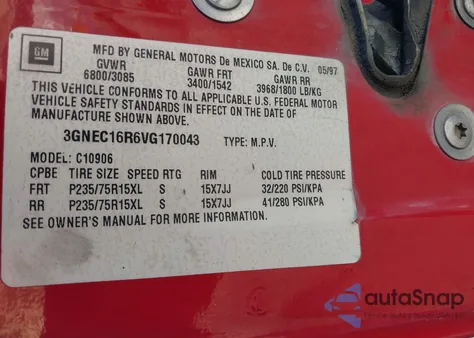 GM
MFD BY GENERAL MOTORS De MEXICO SA. De C.V. 05/97
GVWR GAWR FRT GAWR RR
6800/3085 3400/1542 3968/1800 LB/KG
THIS VEHICLE CONFORMS TO ALL APPLICABLE U.S. FEDERAL MOTOR
VEHICLE SAFETY STANDARDS IN EFFECT ON THE DATE OF
MANUFACTURE SHOWN ABOVE.
3GNEC16R6VG170043 TYPE: M.P.V.
MODEL: C10906
CPBE TIRE SIZE SPEED RTG RIM COLD TIRE PRESSURE
FRT P235/75R15XL S 15X7JJ 32/220 PSI/KPA
RR P235/75R15XL S 15X7JJ 41/280 PSI/KPA
SEE OWNER'S MANUAL FOR MORE INFORMATION.
autoSnap